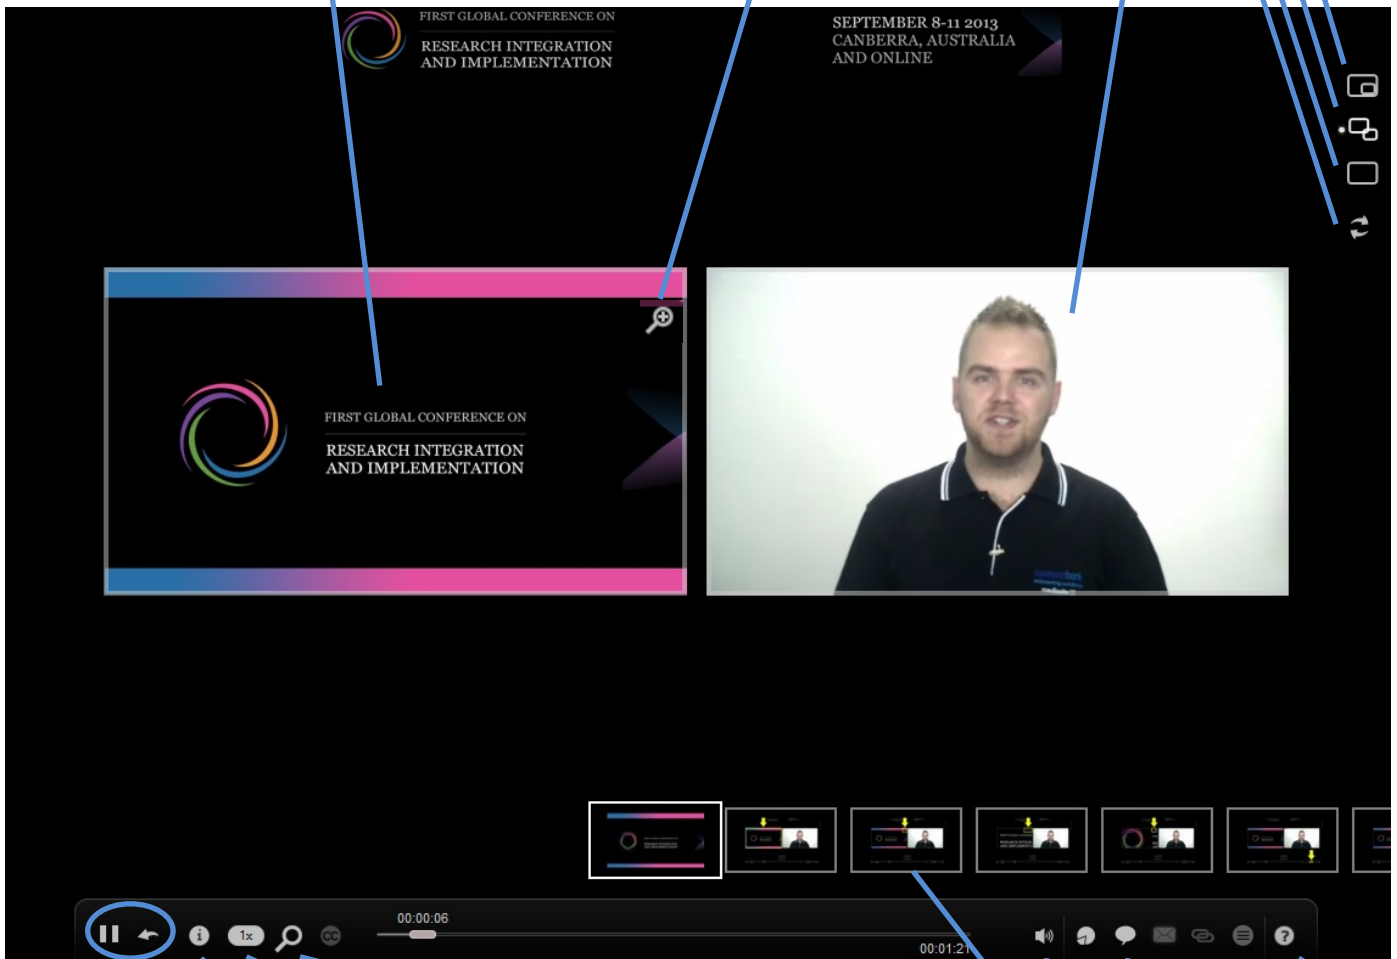 FIRST GLOBAL CONFERENCE ON
RESEARCH INTEGRATION
AND IMPLEMENTATION
SEPTEMBER 8-11 2013
CANBERRA, AUSTRALIA
AND ONLINE
FIRST GLOBAL CONFERENCE ON
RESEARCH INTEGRATION
AND IMPLEMENTATION
i
1x
CC
00:00:06
00:01:21
?